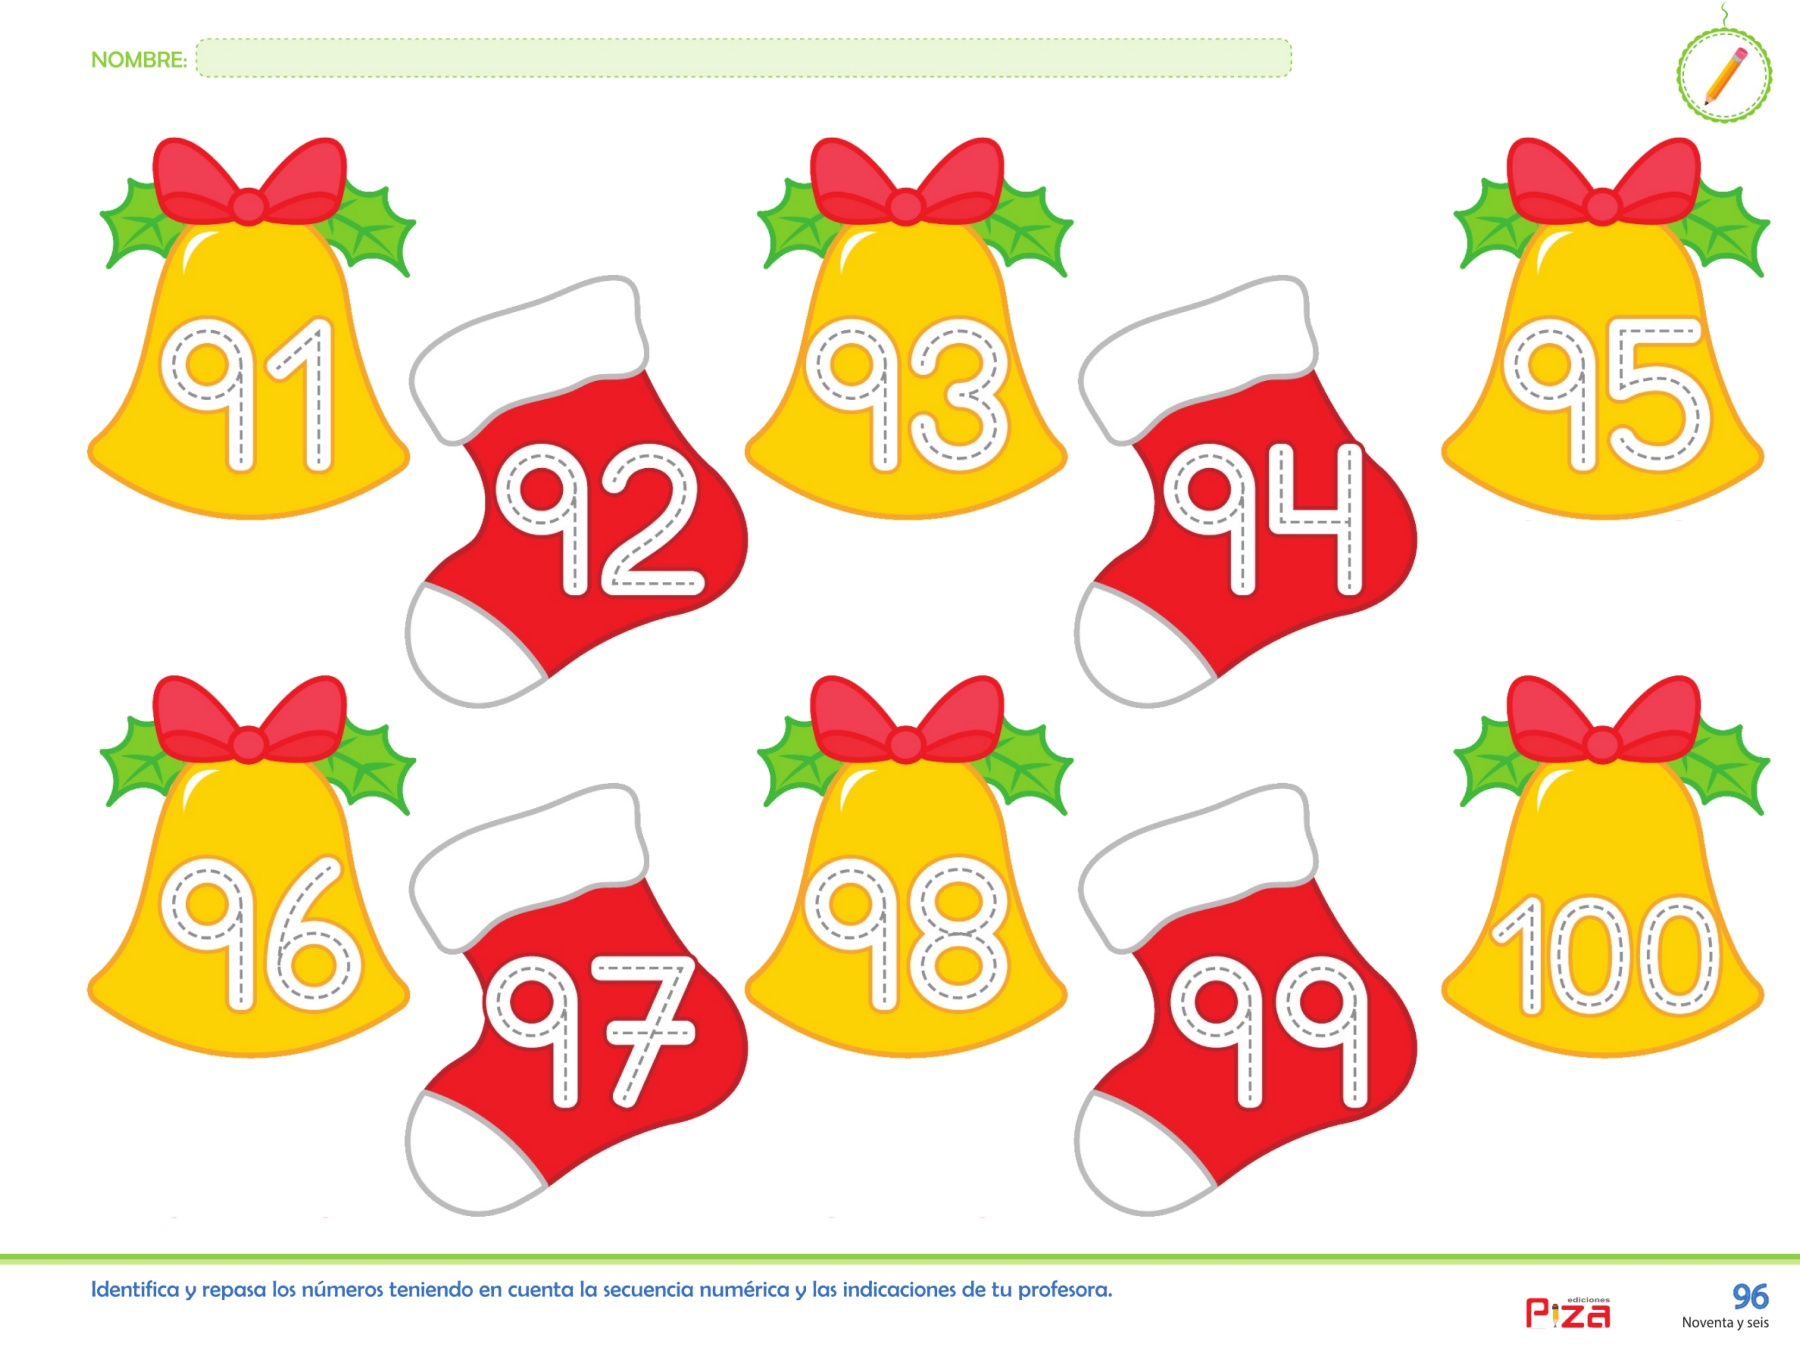 NOMBRE:
91
92
93
94
95
96
97
98
99
100
Identifica y repasa los números teniendo en cuenta la secuencia numérica y las indicaciones de tu profesora.
ediciones
Piza
96
Noventa y seis